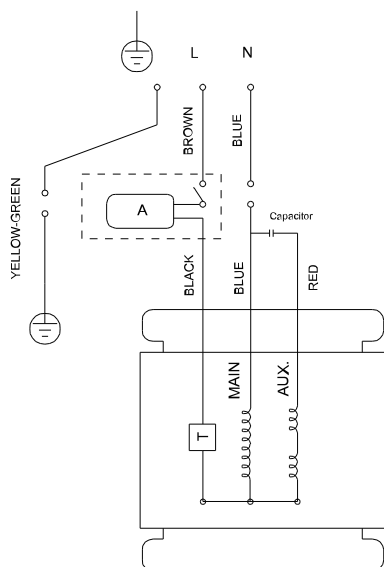 L N
BROWN
BLUE
YELLOW-GREEN
A
Capacitor
BLACK
BLUE
RED
MAIN
AUX.
T